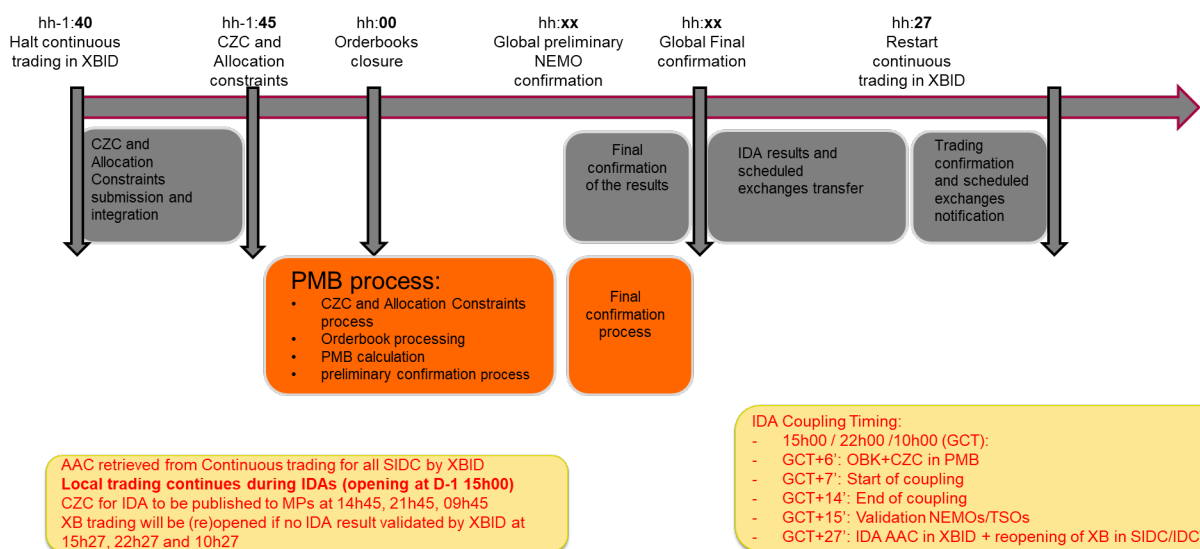 hh-1:40
Halt continuous
trading in XBID
hh-1:45
CZC and
Allocation
constraints
hh:00
Orderbooks
closure
hh:xx
Global preliminary
NEMO
confirmation
hh:xx
Global Final
confirmation
hh:27
Restart
continuous
trading in XBID
CZC and
Allocation
Constraints
submission and
integration
Final
confirmation
of the results
IDA results and
scheduled
exchanges transfer
Trading
confirmation
and scheduled
exchanges
notification
PMB process:
• CZC and Allocation Constraints
process
• Orderbook processing
• PMB calculation
• preliminary confirmation process
Final
confirmation
process
AAC retrieved from Continuous trading for all SIDC by XBID
Local trading continues during IDAs (opening at D-1 15h00)
CZC for IDA to be published to MPs at 14h45, 21h45, 09h45
XB trading will be (re)opened if no IDA result validated by XBID at
15h27, 22h27 and 10h27
IDA Coupling Timing:
- 15h00 / 22h00 /10h00 (GCT):
- GCT+6’: OBK+CZC in PMB
- GCT+7’: Start of coupling
- GCT+14’: End of coupling
- GCT+15’: Validation NEMOs/TSOs
- GCT+27’: IDA AAC in XBID + reopening of XB in SIDC/IDC